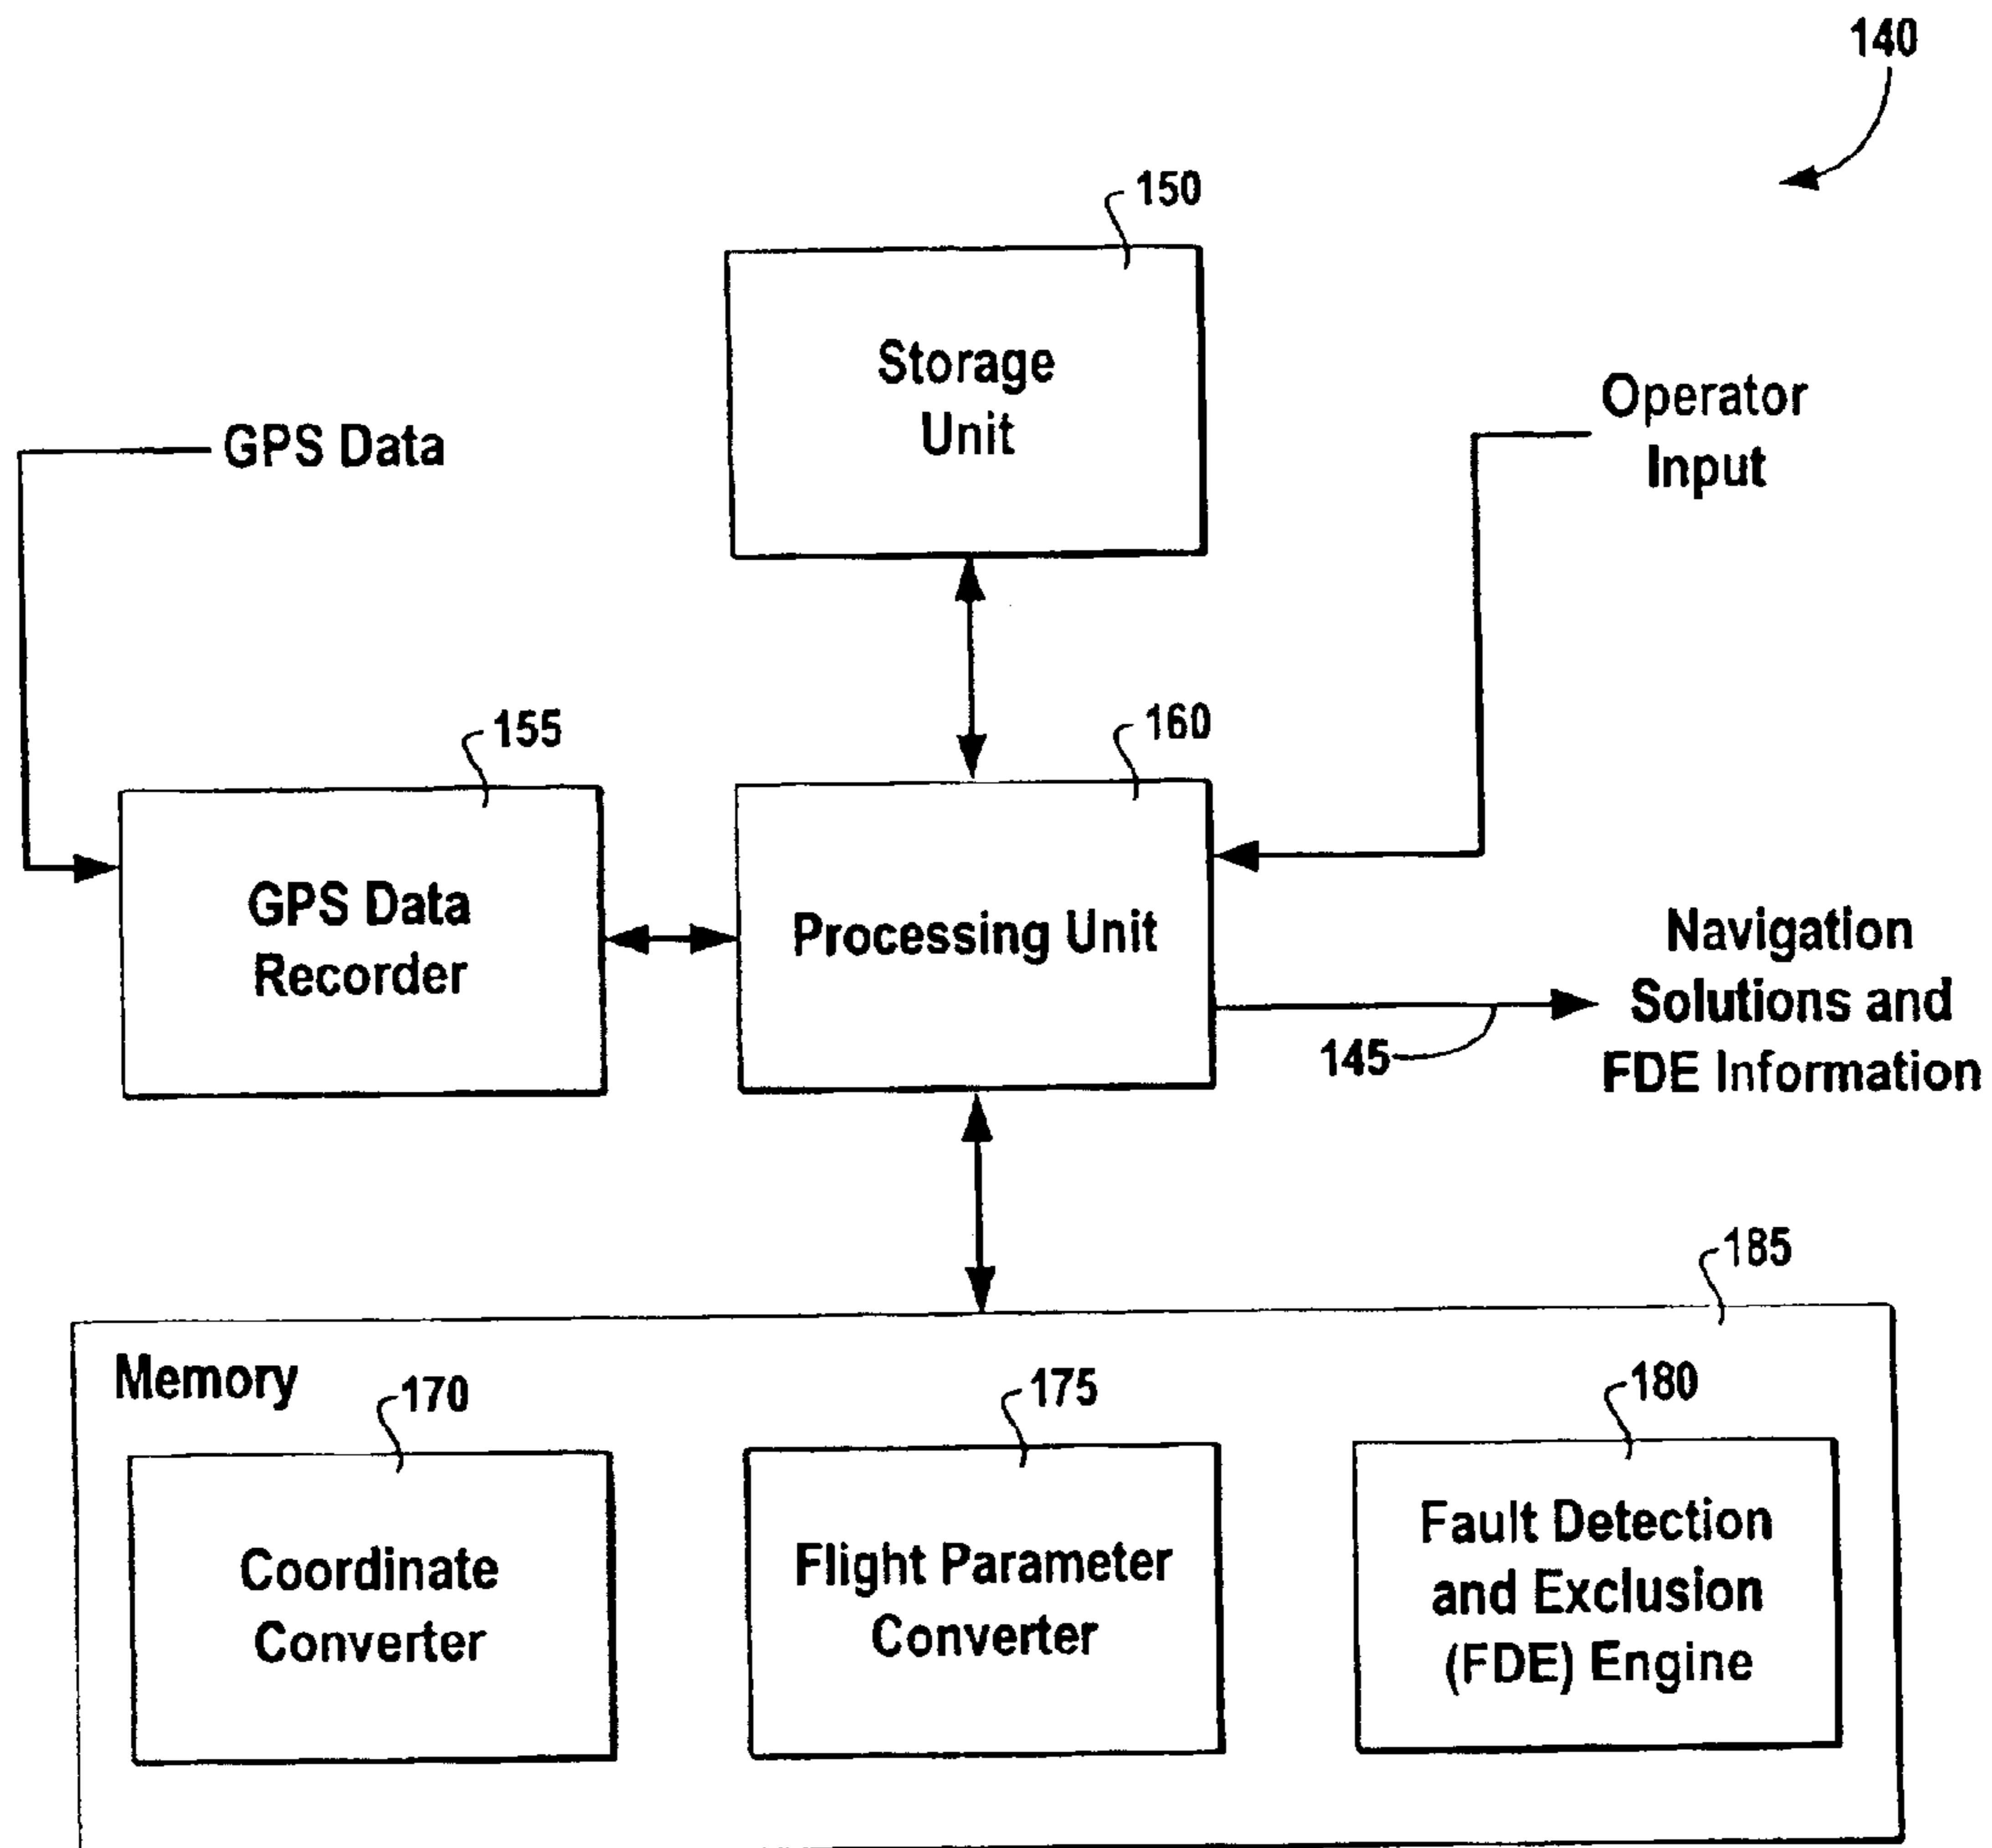 140
150
Storage
Unit
GPS Data
Operator
Input
155
160
GPS Data
Recorder
Processing Unit
Navigation
Solutions and
FDE Information
145
185
Memory
170
175
180
Coordinate
Converter
Flight Parameter
Converter
Fault Detection
and Exclusion
(FDE) Engine